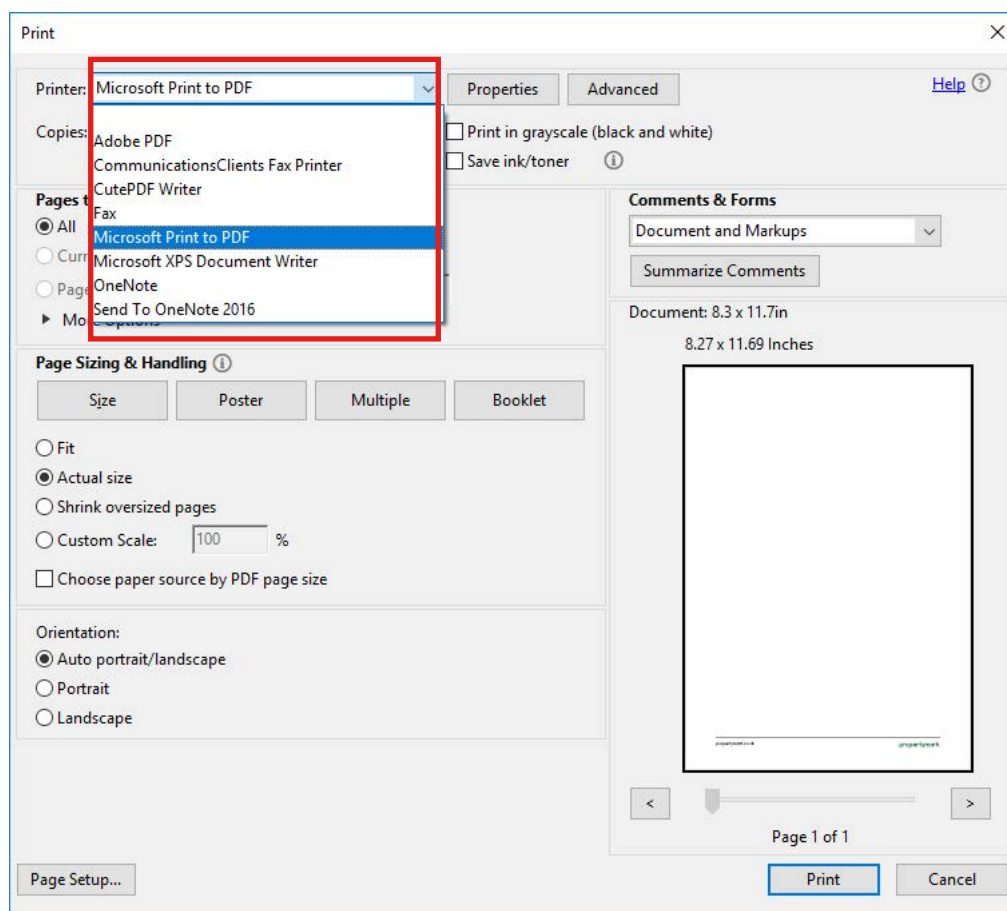 Print
Printer: Microsoft Print to PDF
Properties
Advanced
Help
Copies:
Adobe PDF
CommunicationsClients Fax Printer
CutePDF Writer
Fax
Microsoft Print to PDF
Microsoft XPS Document Writer
OneNote
Send To OneNote 2016
Print in grayscale (black and white)
Save ink/toner
Pages t
All
Curr
Page
More Options
Comments & Forms
Document and Markups
Summarize Comments
Page Sizing & Handling
Size
Poster
Multiple
Booklet
Fit
Actual size
Shrink oversized pages
Custom Scale: 100 %
Choose paper source by PDF page size
Orientation:
Auto portrait/landscape
Portrait
Landscape
Document: 8.3 x 11.7in
8.27 x 11.69 Inches
propertymark
<
>
Page 1 of 1
Page Setup...
Print
Cancel